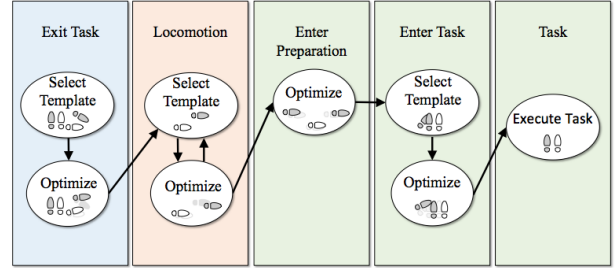 Exit Task
Locomotion
Enter
Preparation
Enter Task
Task
Select
Template
Optimize
Select
Template
Optimize
Optimize
Select
Template
Optimize
Execute Task